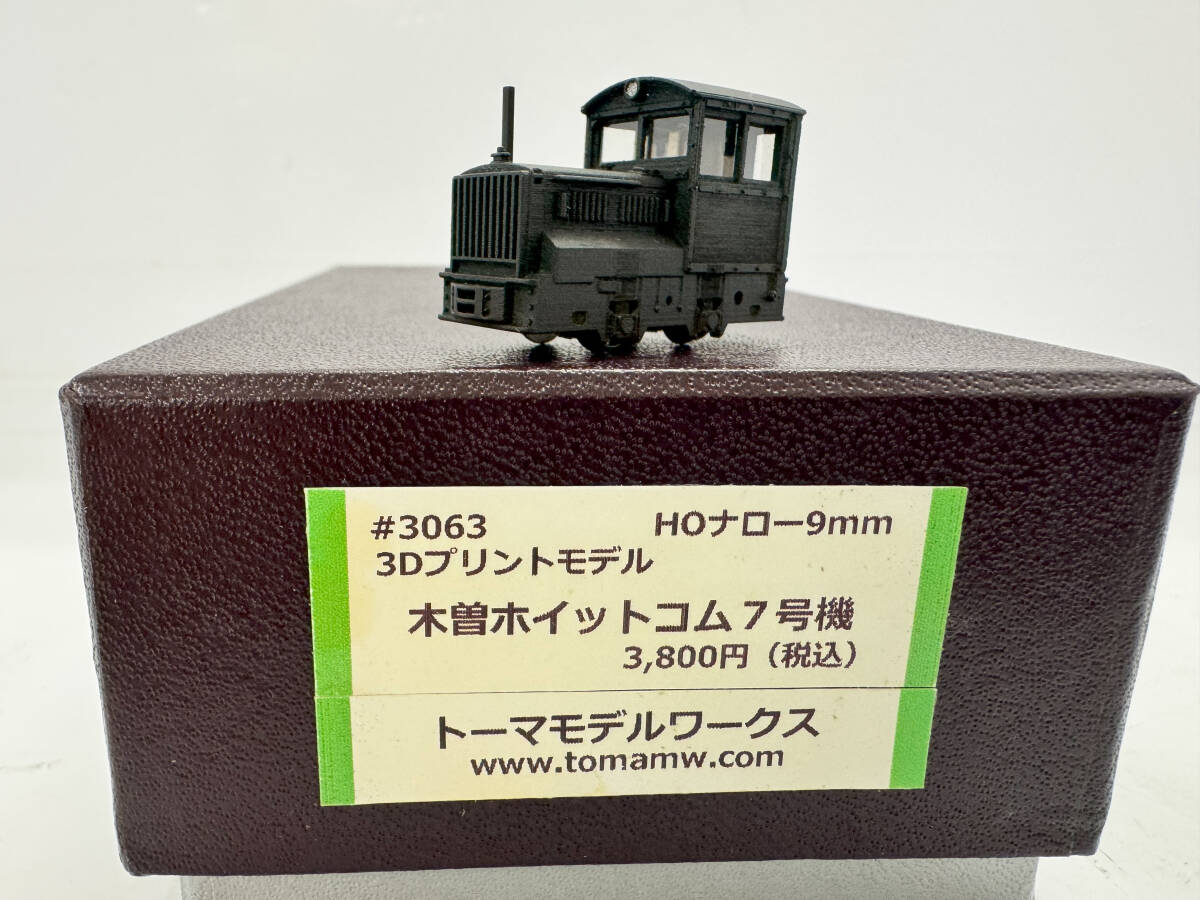 #3063 HOナロー9mm
3Dプリントモデル
木曽ホイットコム７号機
3,800円（税込）
トーマモデルワークス
www.tomamw.com